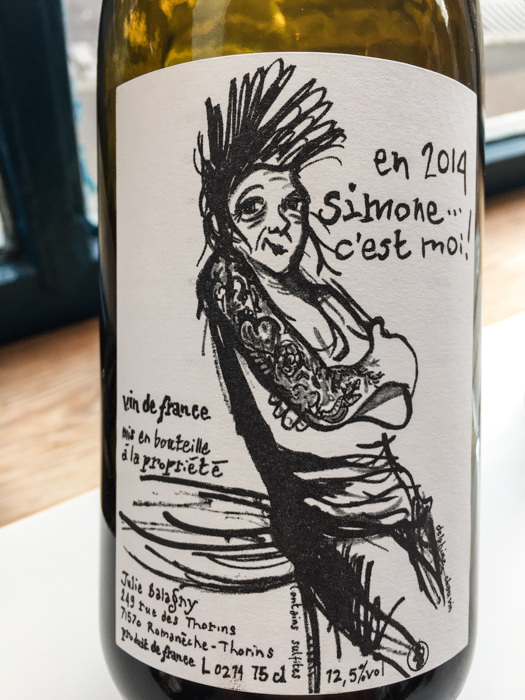 en 2014
simone...
c'est moi!
vin de france
mis en bouteille
à la propriété
Julie Balagny
249 rue des Thorins
71570 Romanèche-Thorins
produit de france L 0214 75 cl
contains sulfites
12,5%vol